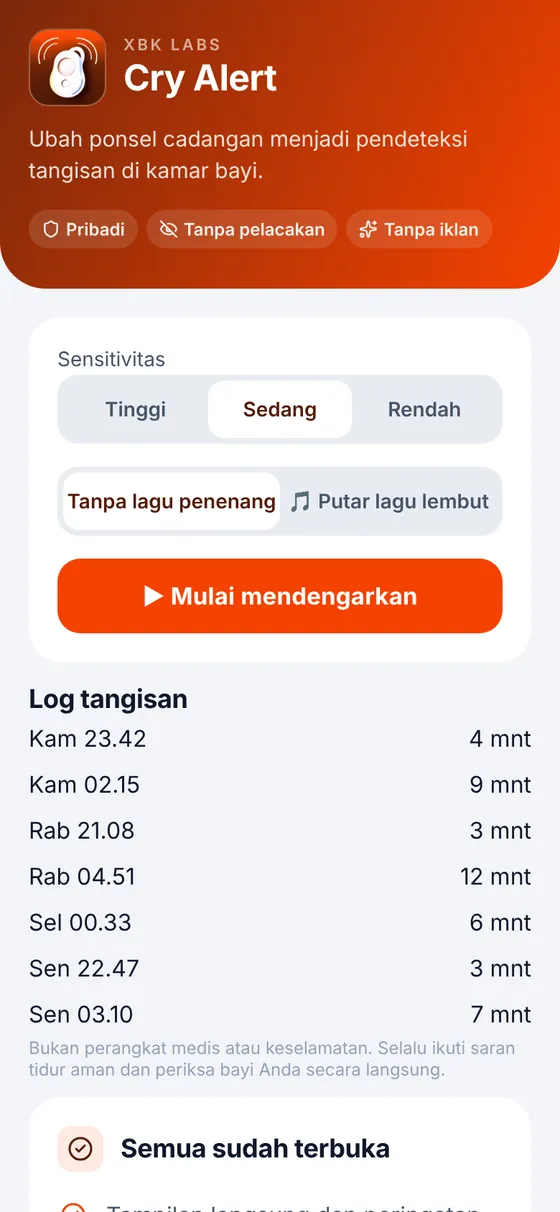 XBK LABS
Cry Alert
Ubah ponsel cadangan menjadi pendeteksi
tangisan di kamar bayi.
Pribadi
Tanpa pelacakan
Tanpa iklan
Sensitivitas
Tinggi
Sedang
Rendah
Tanpa lagu penenang
🎵 Putar lagu lembut
▶ Mulai mendengarkan
Log tangisan
Kam 23.42 4 mnt
Kam 02.15 9 mnt
Rab 21.08 3 mnt
Rab 04.51 12 mnt
Sel 00.33 6 mnt
Sen 22.47 3 mnt
Sen 03.10 7 mnt
Bukan perangkat medis atau keselamatan. Selalu ikuti saran
tidur aman dan periksa bayi Anda secara langsung.
Semua sudah terbuka